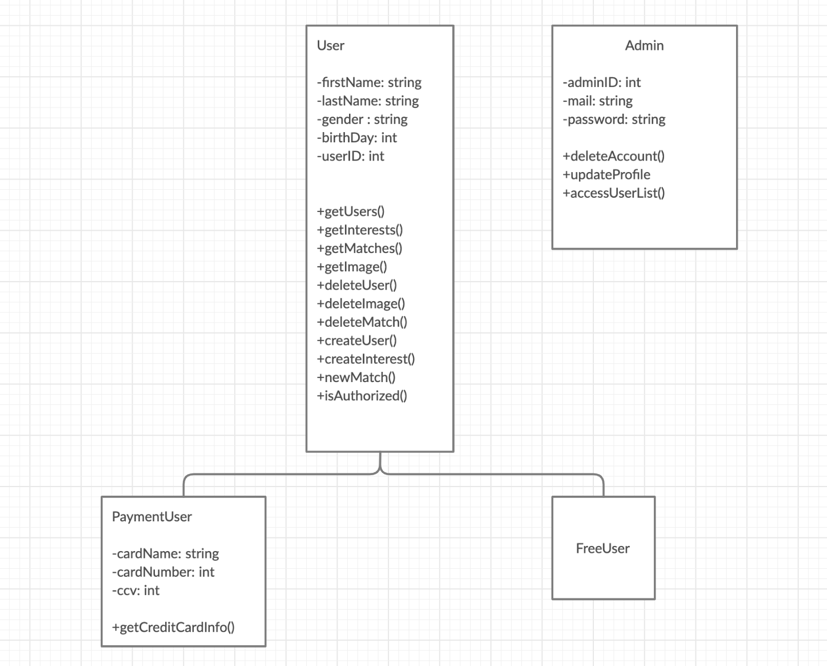 User
-firstName: string
-lastName: string
-gender : string
-birthDay: int
-userID: int
+getUsers()
+getInterests()
+getMatches()
+getImage()
+deleteUser()
+deleteImage()
+deleteMatch()
+createUser()
+createInterest()
+newMatch()
+isAuthorized()
Admin
-adminID: int
-mail: string
-password: string
+deleteAccount()
+updateProfile
+accessUserList()
PaymentUser
-cardName: string
-cardNumber: int
-ccv: int
+getCreditCardInfo()
FreeUser